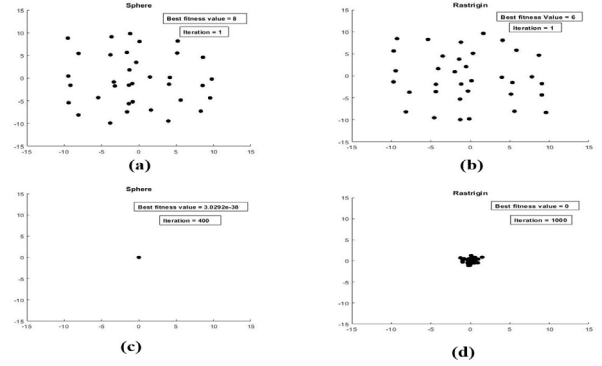 Sphere
Best fitness value = 8
Iteration = 1
15
10
5
0
-5
-10
-15
-15 -10 -5 0 5 10 15
(a)
Rastrigin
Best fitness Value = 6
Iteration = 1
15
10
5
0
-5
-10
-15
-15 -10 -5 0 5 10 15
(b)
Sphere
Best fitness value = 3.0292e-38
Iteration = 400
15
10
5
0
-5
-10
-15
-15 -10 -5 0 5 10 15
(c)
Rastrigin
Best fitness value = 0
Iteration = 1000
15
10
5
0
-5
-10
-15
-15 -10 -5 0 5 10 15
(d)